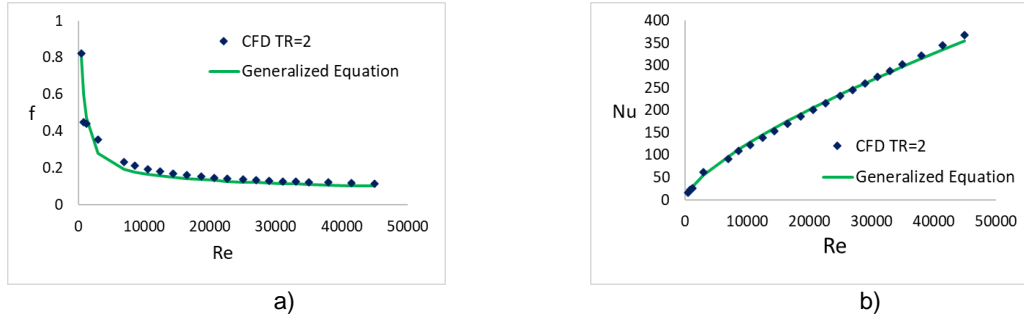 1
0.8
0.6
f
0.4
0.2
0
0 10000 20000 30000 40000 50000
Re
CFD TR=2
Generalized Equation
a)
400
350
300
250
Nu
200
150
100
50
0
0 10000 20000 30000 40000 50000
Re
CFD TR=2
Generalized Equation
b)